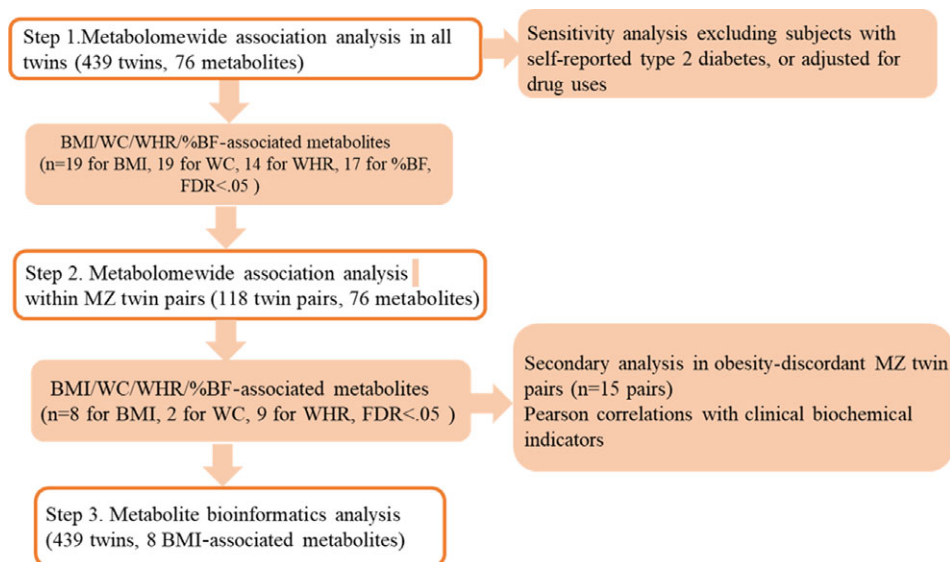 Step 1.Metabolomewide association analysis in all
twins (439 twins, 76 metabolites)
Sensitivity analysis excluding subjects with
self-reported type 2 diabetes, or adjusted for
drug uses
BMI/WC/WHR/%BF-associated metabolites
(n=19 for BMI, 19 for WC, 14 for WHR, 17 for %BF,
FDR<.05 )
Step 2. Metabolomewide association analysis
within MZ twin pairs (118 twin pairs, 76 metabolites)
BMI/WC/WHR/%BF-associated metabolites
(n=8 for BMI, 2 for WC, 9 for WHR, FDR<.05 )
Secondary analysis in obesity-discordant MZ twin
pairs (n=15 pairs)
Pearson correlations with clinical biochemical
indicators
Step 3. Metabolite bioinformatics analysis
(439 twins, 8 BMI-associated metabolites)